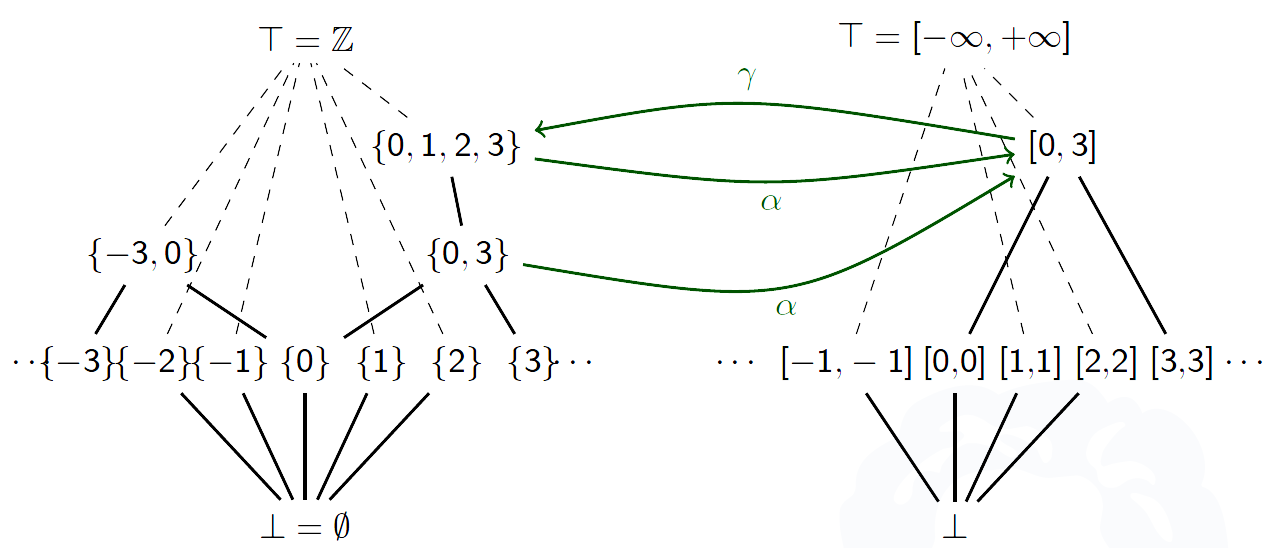 ⊤ = ℤ
⊤ = [−∞, +∞]
γ
{0, 1, 2, 3}
[0, 3]
α
{−3, 0}
{0, 3}
α
···{−3}{−2}{−1} {0} {1} {2} {3}···
··· [−1, − 1] [0,0] [1,1] [2,2] [3,3] ···
⊥ = ∅
⊥